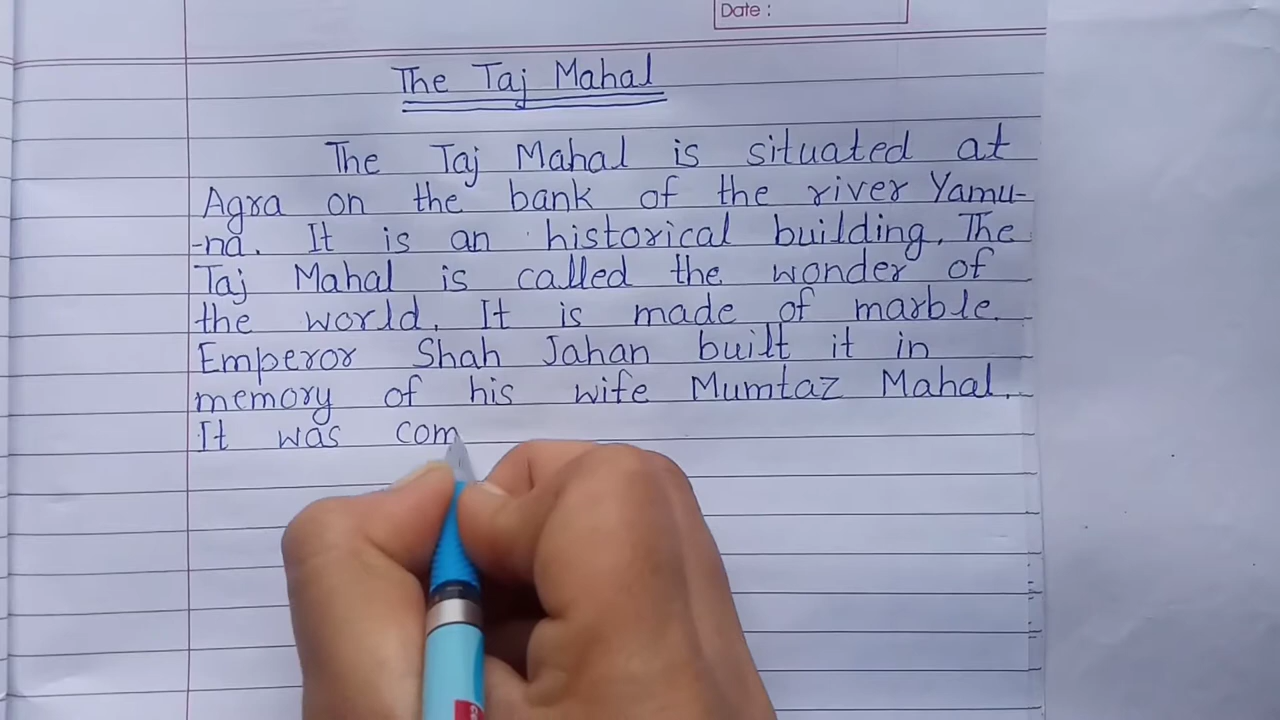 Date :
The Taj Mahal
The Taj Mahal is situated at
Agra on the bank of the river Yamu-
-na. It is an historical building. The
Taj Mahal is called the wonder of
the world. It is made of marble.
Emperor Shah Jahan built it in
memory of his wife Mumtaz Mahal.
It was com